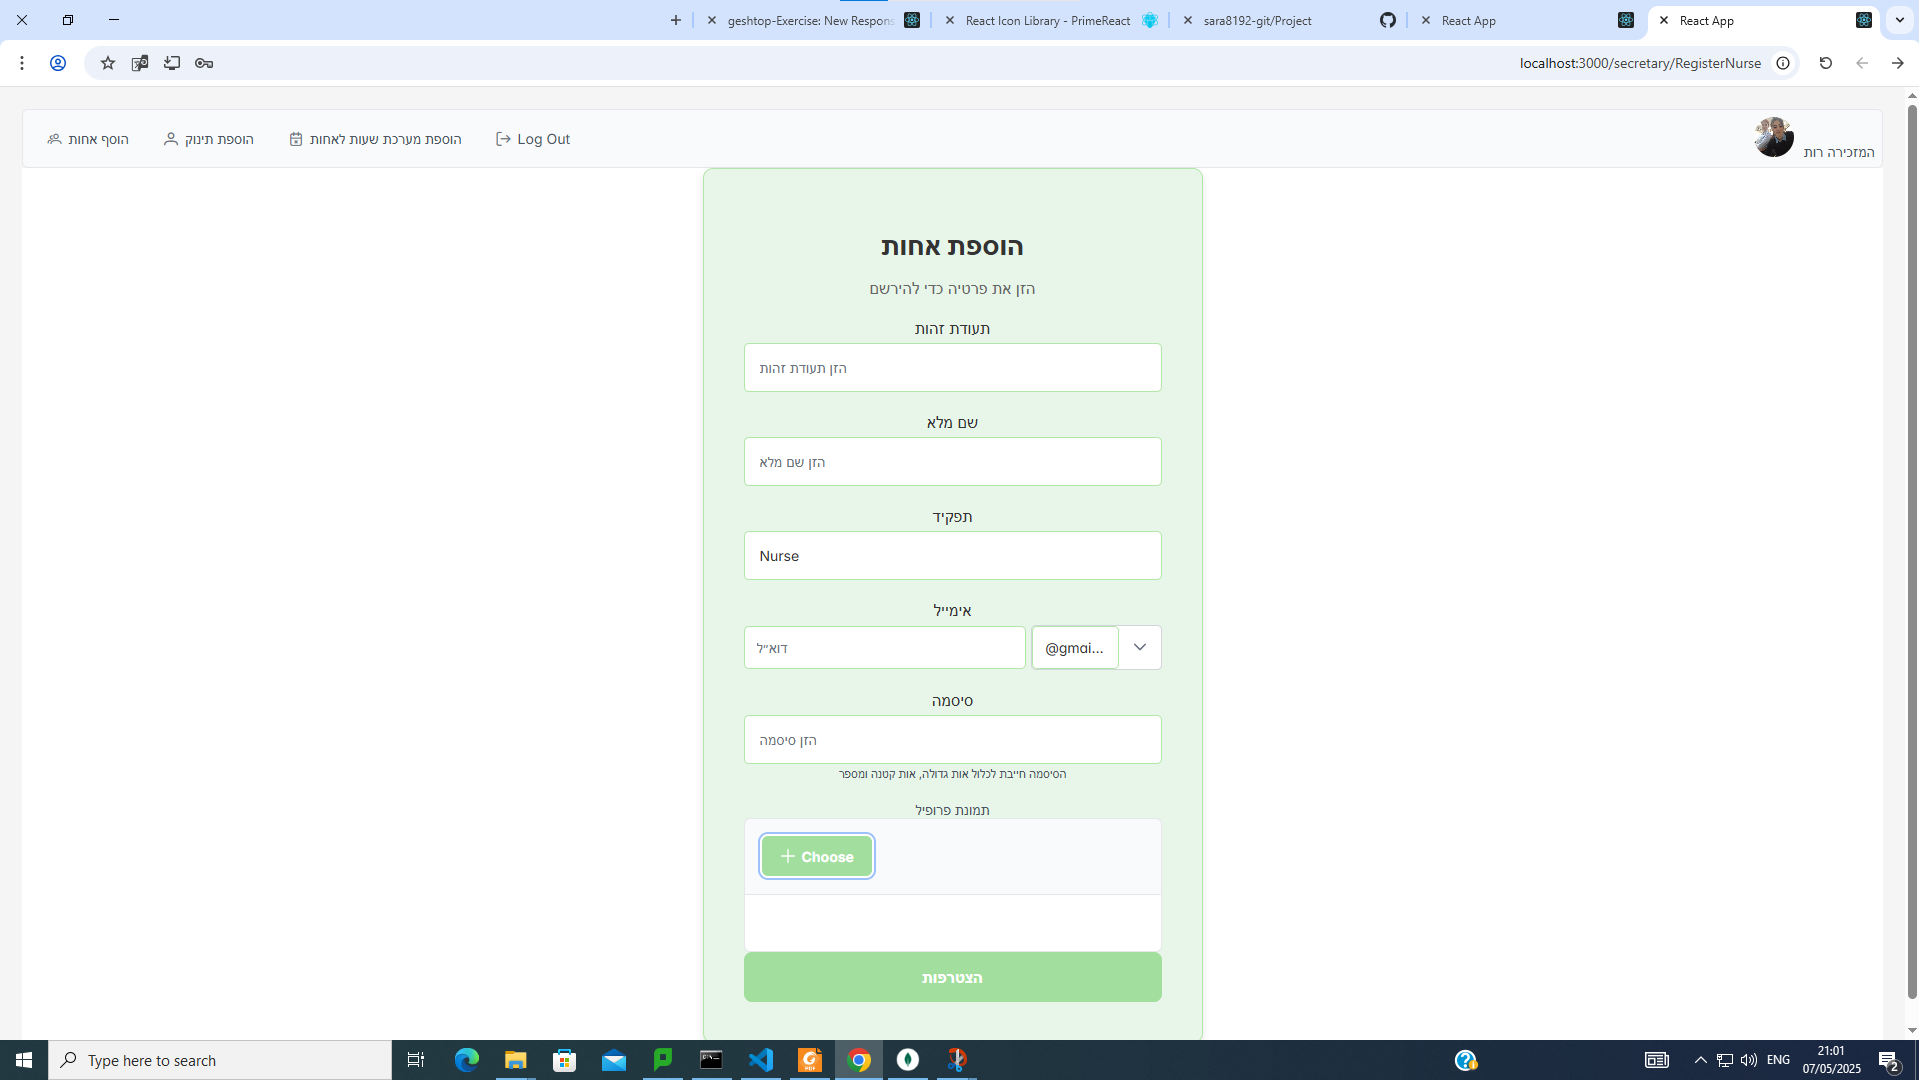 geshtop-Exercise: New Respons
React Icon Library - PrimeReact
sara8192-git/Project
React App
React App
localhost:3000/secretary/RegisterNurse
הוסף אחות
הוספת תינוק
הוספת מערכת שעות לאחות
Log Out
המזכירה רות
הוספת אחות
הזן את פרטיה כדי להירשם
תעודת זהות
הזן תעודת זהות
שם מלא
הזן שם מלא
תפקיד
Nurse
אימייל
דוא״ל
@gmai...
סיסמה
הזן סיסמה
הסיסמה חייבת לכלול אות גדולה, אות קטנה ומספר
תמונת פרופיל
Choose
הצטרפות
Type here to search
ENG
21:01
07/05/2025
2